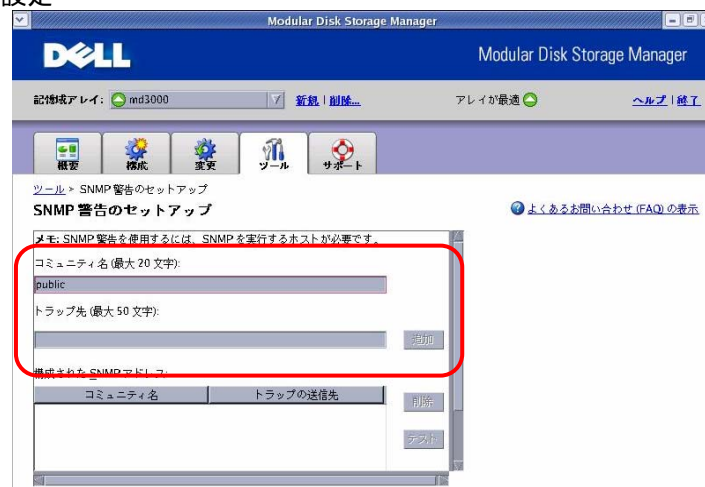 設定
Modular Disk Storage Manager
DELL
Modular Disk Storage Manager
記憶域アレイ: md3000 新規 | 削除... アレイが最適 ヘルプ | 終了
概要 構成 変更 ツール サポート
ツール > SNMP 警告のセットアップ
SNMP 警告のセットアップ
よくあるお問い合わせ (FAQ) の表示
メモ: SNMP 警告を使用するには、SNMP を実行するホストが必要です。
コミュニティ名 (最大 20 文字):
public
トラップ先 (最大 50 文字):
追加
構成された SNMP アドレス:
コミュニティ名 トラップの送信先
削除
テスト